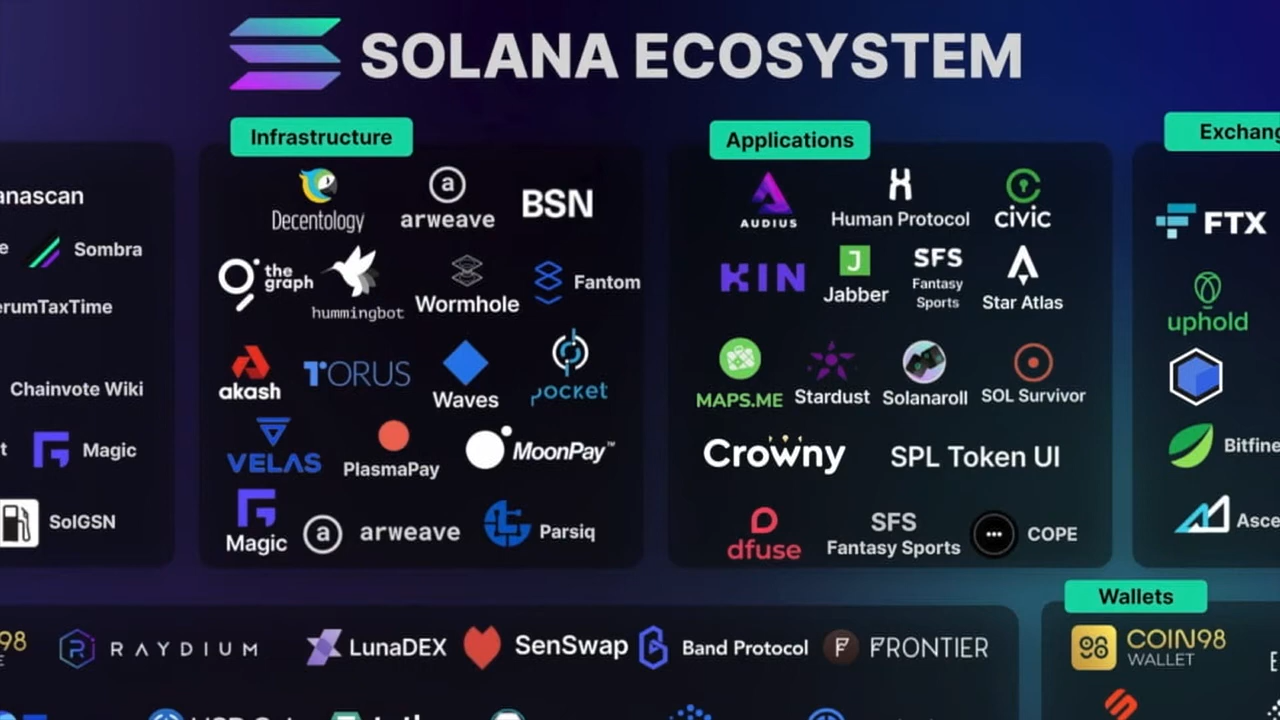 SOLANA ECOSYSTEM
anascan
Sombra
erumTaxTime
Chainvote Wiki
Magic
SolGSN
Infrastructure
Decentology
a
arweave
BSN
the
graph
hummingbot
Wormhole
Fantom
akash
TORUS
Waves
pocket
VELAS
PlasmaPay
MoonPay™
Magic
a
arweave
Parsiq
Applications
AUDIUS
Human Protocol
civic
KIN
J
Jabber
SFS
Fantasy
Sports
Star Atlas
MAPS.ME
Stardust
Solanaroll
SOL Survivor
Crowny
SPL Token UI
dfuse
SFS
Fantasy Sports
COPE
Exchang
FTX
uphold
Bitfine
Asce
98
RAYDIUM
LunaDEX
SenSwap
Band Protocol
FRONTIER
Wallets
98
COIN98
WALLET